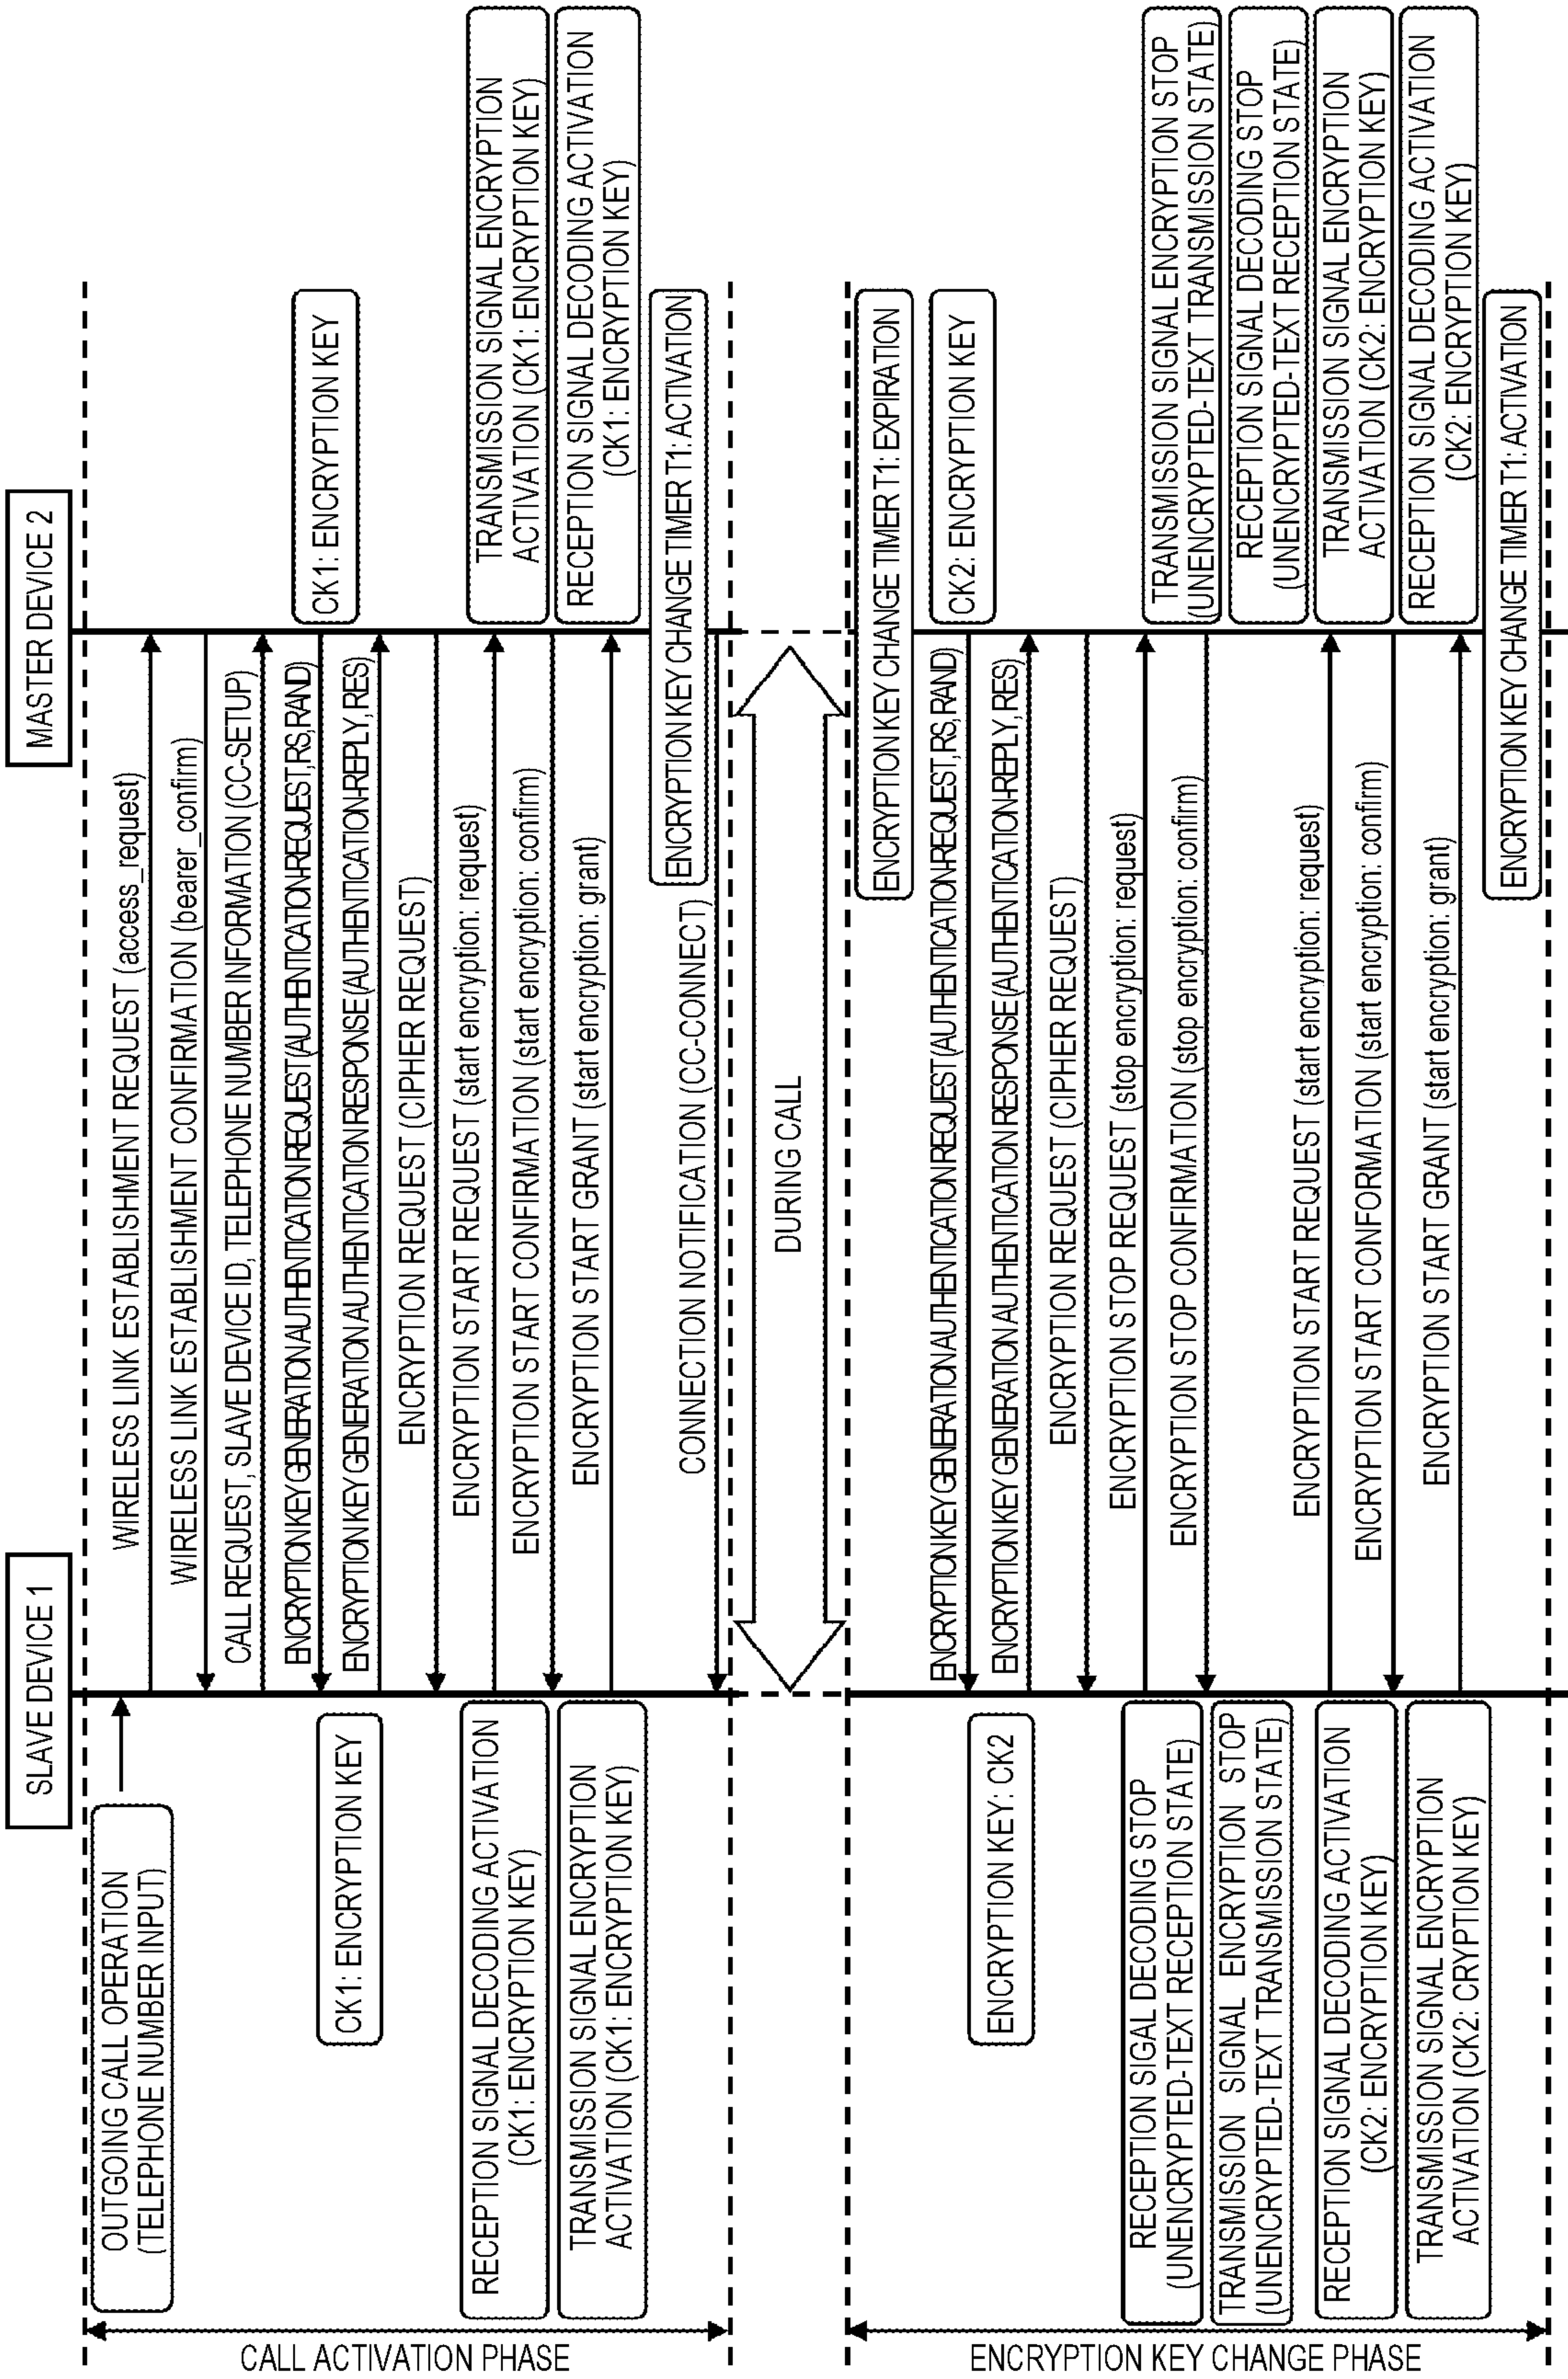 SLAVE DEVICE 1
MASTER DEVICE 2
OUTGOING CALL OPERATION
(TELEPHONE NUMBER INPUT)
WIRELESS LINK ESTABLISHMENT REQUEST (access_request)
WIRELESS LINK ESTABLISHMENT CONFIRMATION (bearer_confirm)
CALL REQUEST, SLAVE DEVICE ID, TELEPHONE NUMBER INFORMATION (CC-SETUP)
ENCRYPTION KEY GENERATION AUTHENTICATION REQUEST (AUTHENTICATION-REQUEST, RS, RAND)
CK1: ENCRYPTION KEY
CK1: ENCRYPTION KEY
ENCRYPTION KEY GENERATION AUTHENTICATION RESPONSE (AUTHENTICATION-REPLY, RES)
ENCRYPTION REQUEST (CIPHER REQUEST)
ENCRYPTION START REQUEST (start encryption: request)
RECEPTION SIGNAL DECODING ACTIVATION
(CK1: ENCRYPTION KEY)
TRANSMISSION SIGNAL ENCRYPTION
ACTIVATION (CK1: ENCRYPTION KEY)
ENCRYPTION START CONFIRMATION (start encryption: confirm)
ENCRYPTION START GRANT (start encryption: grant)
TRANSMISSION SIGNAL ENCRYPTION
ACTIVATION (CK1: ENCRYPTION KEY)
RECEPTION SIGNAL DECODING ACTIVATION
(CK1: ENCRYPTION KEY)
ENCRYPTION KEY CHANGE TIMER T1: ACTIVATION
CONNECTION NOTIFICATION (CC-CONNECT)
CALL ACTIVATION PHASE
DURING CALL
ENCRYPTION KEY CHANGE TIMER T1: EXPIRATION
CK2: ENCRYPTION KEY
ENCRYPTION KEY GENERATION AUTHENTICATION REQUEST (AUTHENTICATION-REQUEST, RS, RAND)
ENCRYPTION KEY: CK2
ENCRYPTION KEY GENERATION AUTHENTICATION RESPONSE (AUTHENTICATION-REPLY, RES)
ENCRYPTION REQUEST (CIPHER REQUEST)
ENCRYPTION STOP REQUEST (stop encryption: request)
RECEPTION SIGAL DECODING STOP
(UNENCRYPTED-TEXT RECEPTION STATE)
TRANSMISSION SIGNAL ENCRYPTION STOP
(UNENCRYPTED-TEXT TRANSMISSION STATE)
ENCRYPTION STOP CONFIRMATION (stop encryption: confirm)
TRANSMISSION SIGNAL ENCRYPTION STOP
(UNENCRYPTED-TEXT TRANSMISSION STATE)
RECEPTION SIGNAL DECODING STOP
(UNENCRYPTED-TEXT RECEPTION STATE)
ENCRYPTION START REQUEST (start encryption: request)
RECEPTION SIGNAL DECODING ACTIVATION
(CK2: ENCRYPTION KEY)
TRANSMISSION SIGNAL ENCRYPTION
ACTIVATION (CK2: ENCRYPTION KEY)
ENCRYPTION START CONFORMATION (start encryption: confirm)
ENCRYPTION START GRANT (start encryption: grant)
TRANSMISSION SIGNAL ENCRYPTION
ACTIVATION (CK2: CRYPTION KEY)
RECEPTION SIGNAL DECODING ACTIVATION
(CK2: ENCRYPTION KEY)
ENCRYPTION KEY CHANGE TIMER T1: ACTIVATION
ENCRYPTION KEY CHANGE PHASE